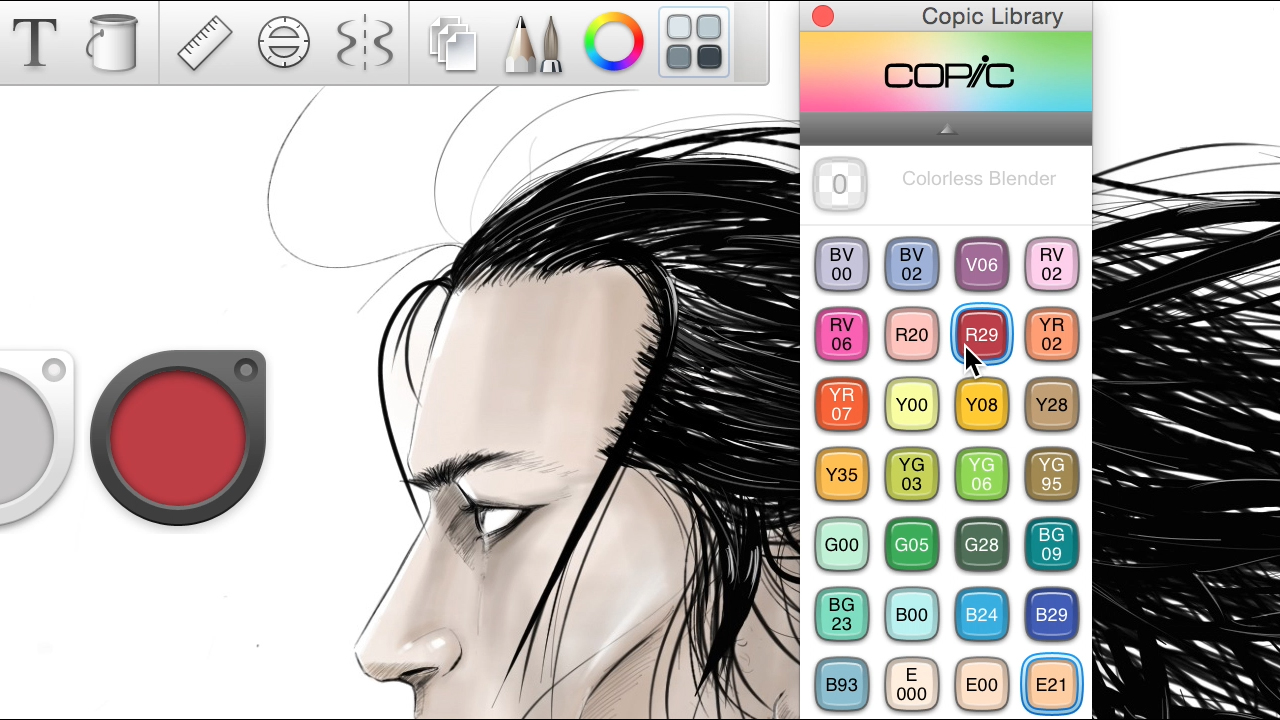 T
Copic Library
COPiC
0 Colorless Blender
BV 00
BV 02
V06
RV 02
RV 06
R20
R29
YR 02
YR 07
Y00
Y08
Y28
Y35
YG 03
YG 06
YG 95
G00
G05
G28
BG 09
BG 23
B00
B24
B29
B93
E 000
E00
E21